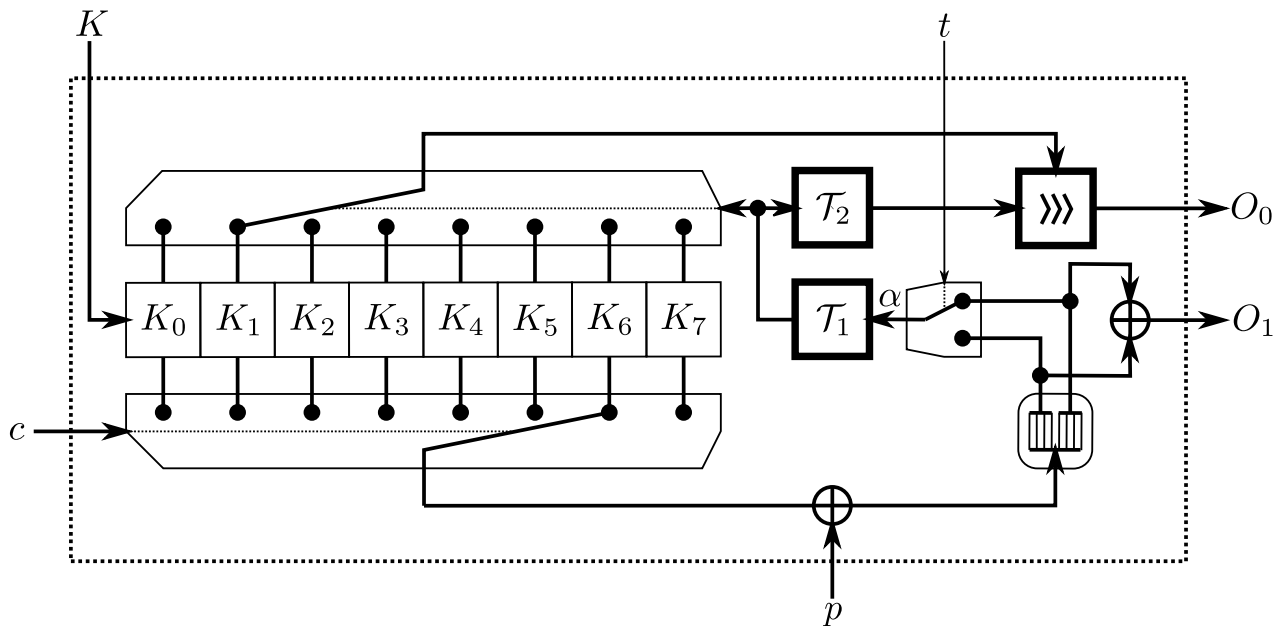 K t
𝒯₂ ⋙ O₀
α
K₀ K₁ K₂ K₃ K₄ K₅ K₆ K₇ 𝒯₁ O₁
c
p